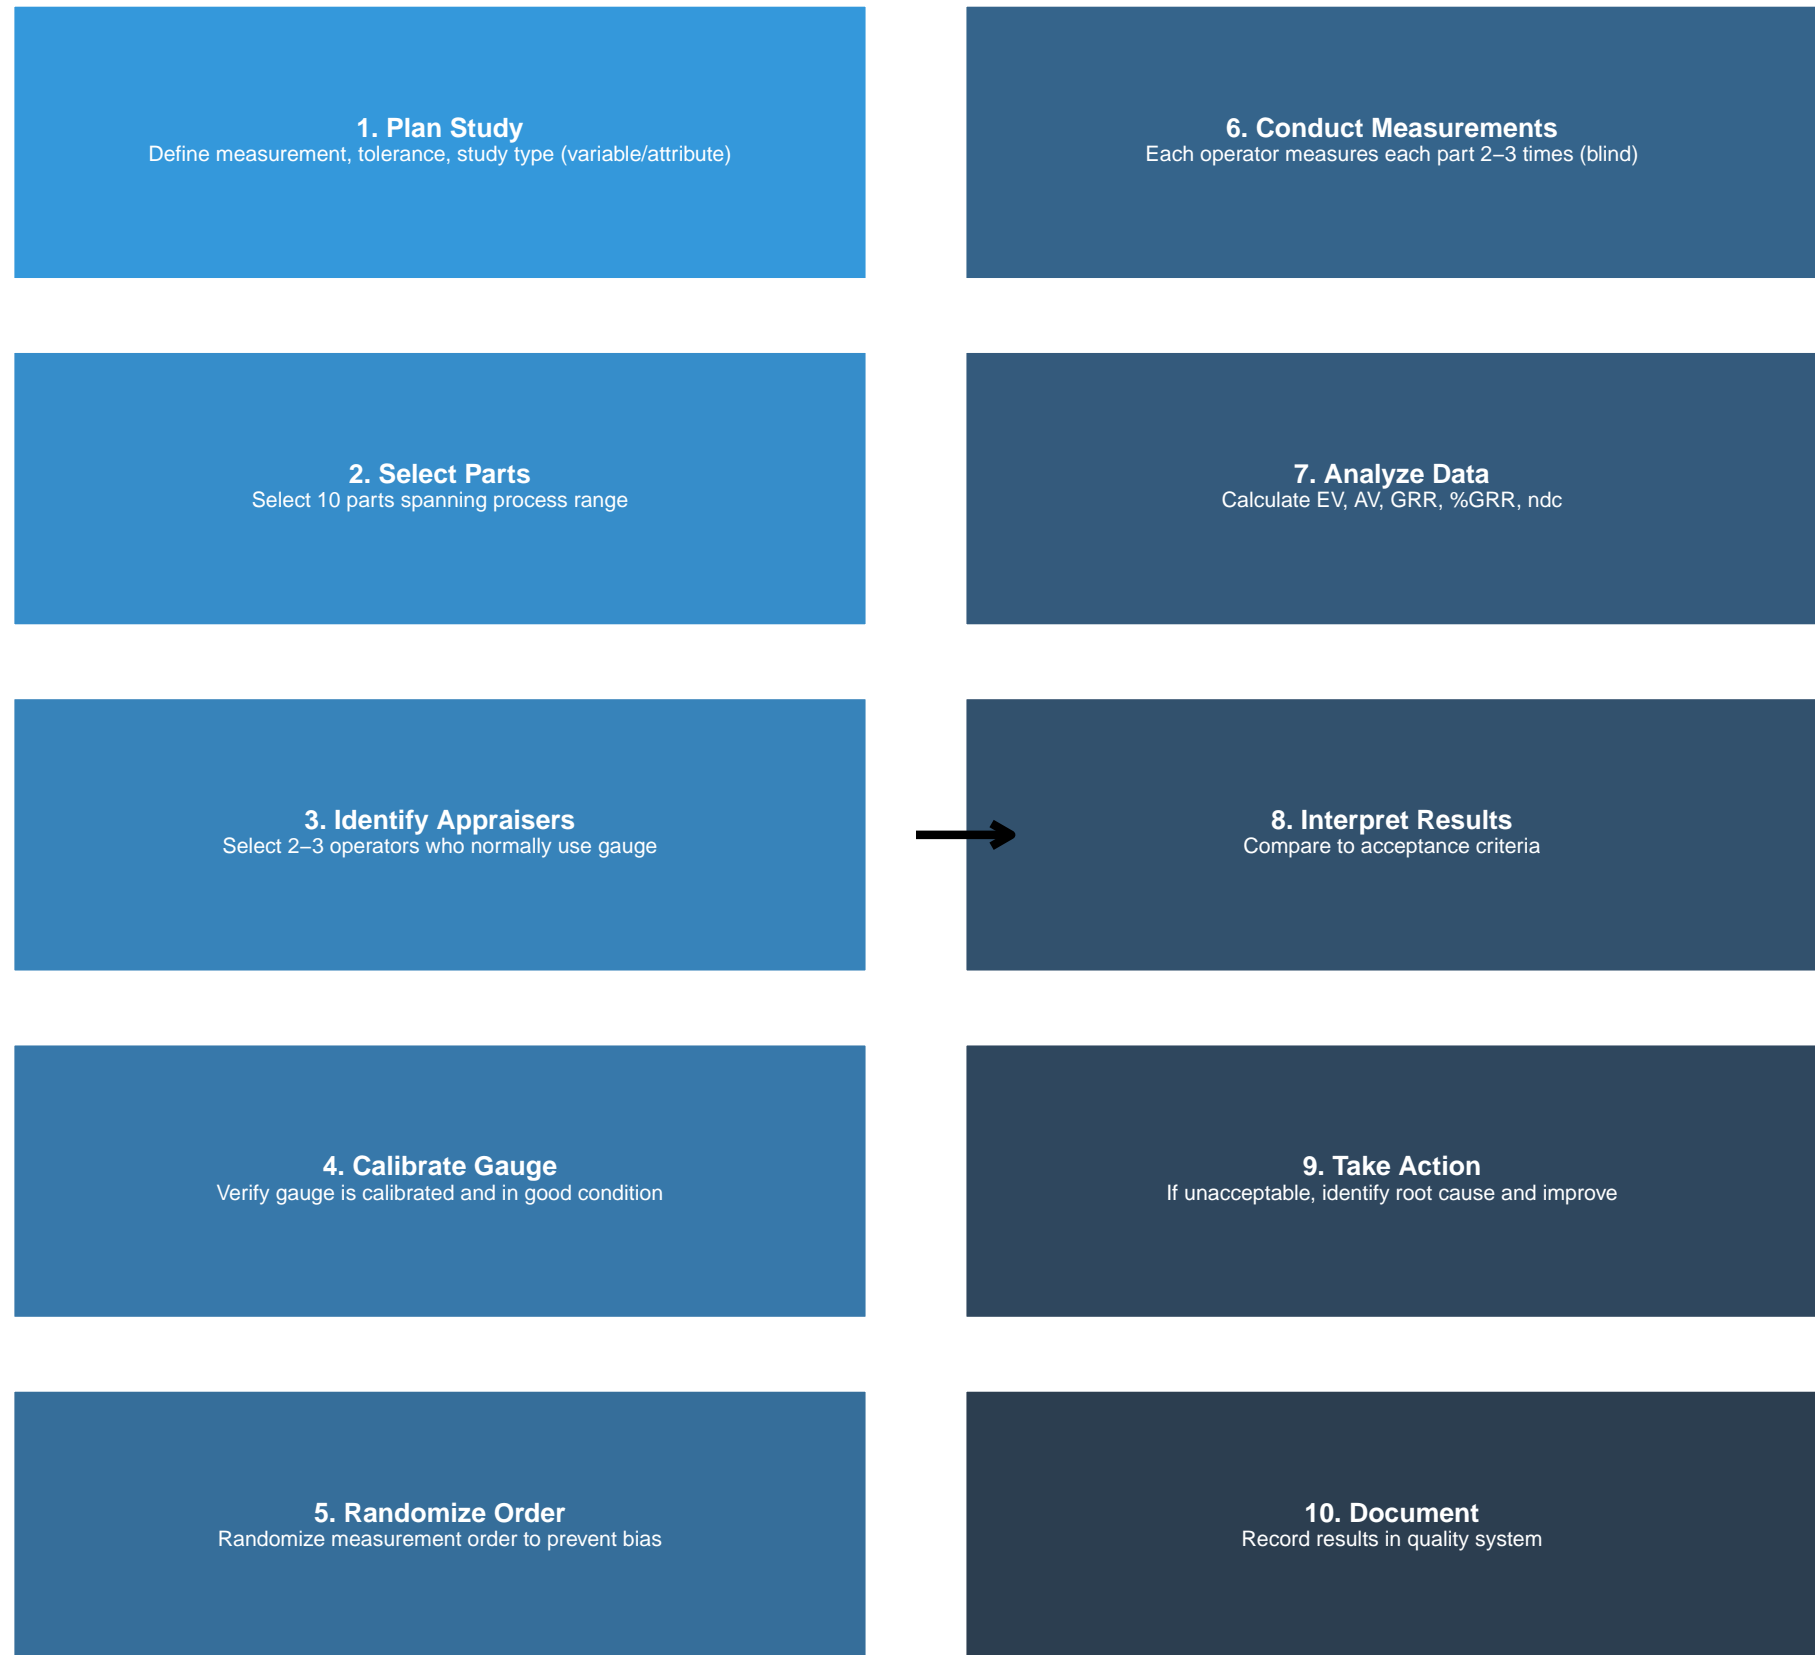 1. Plan Study
Define measurement, tolerance, study type (variable/attribute)
2. Select Parts
Select 10 parts spanning process range
3. Identify Appraisers
Select 2–3 operators who normally use gauge
4. Calibrate Gauge
Verify gauge is calibrated and in good condition
5. Randomize Order
Randomize measurement order to prevent bias
6. Conduct Measurements
Each operator measures each part 2–3 times (blind)
7. Analyze Data
Calculate EV, AV, GRR, %GRR, ndc
8. Interpret Results
Compare to acceptance criteria
9. Take Action
If unacceptable, identify root cause and improve
10. Document
Record results in quality system